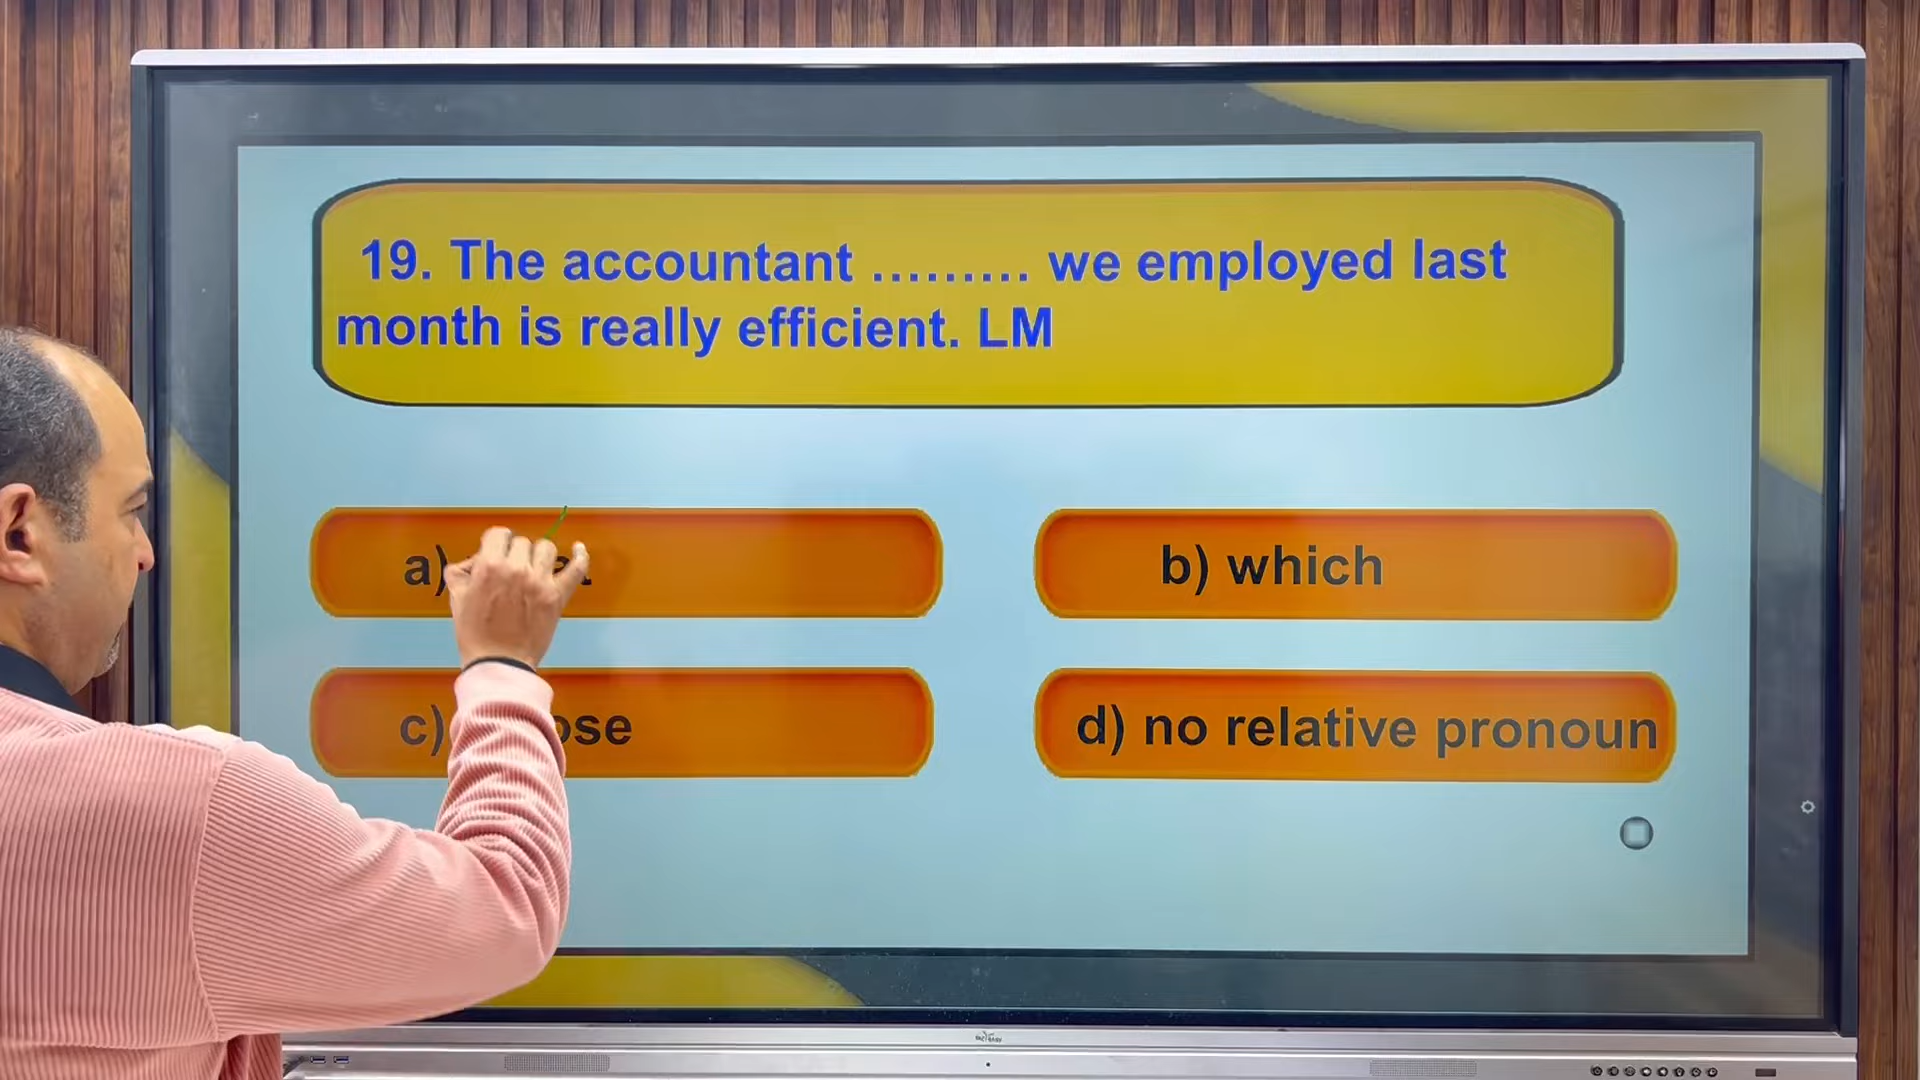 19. The accountant ......... we employed last
month is really efficient. LM
a)
b) which
c)
d) no relative pronoun